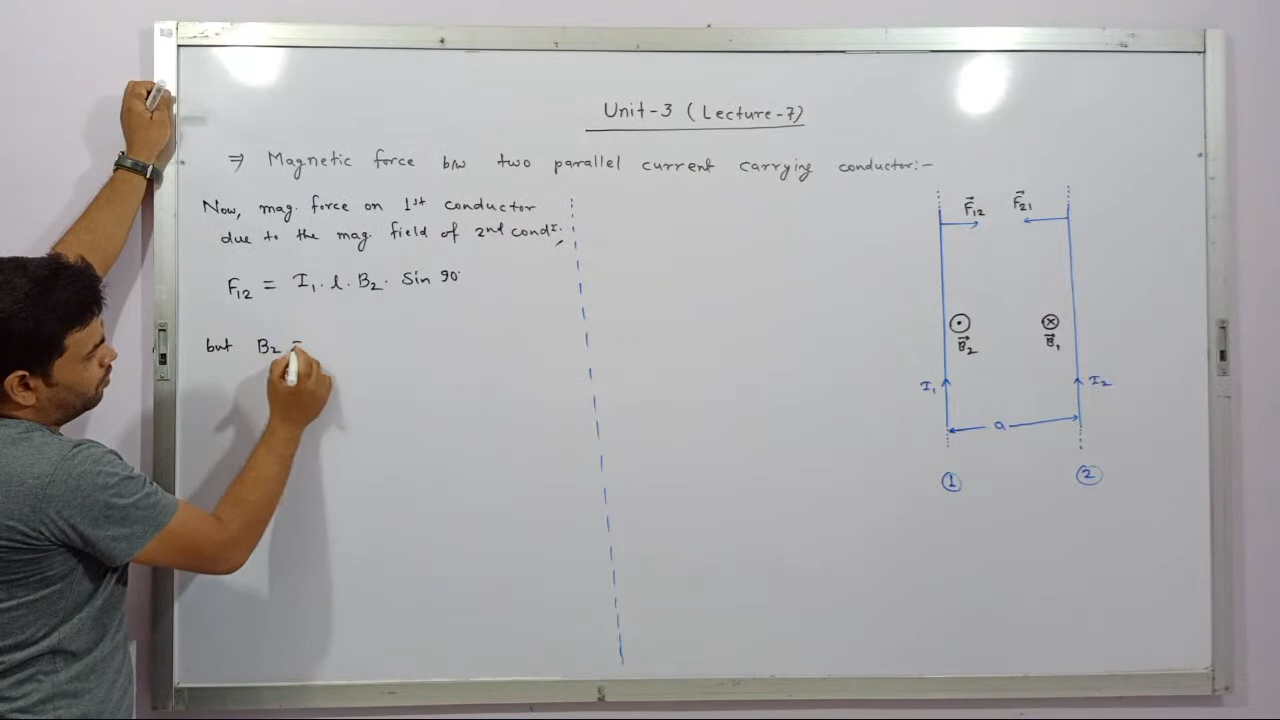 Unit-3 (Lecture-7)
⇒ Magnetic force b/w two parallel current carrying conductor:-
Now, mag. force on 1st conductor
due to the mag. field of 2nd condr.
F₁₂ = I₁. l. B₂. Sin 90°
but B₂ =
F⃗₁₂ F⃗₂₁
B⃗₂ B⃗₁
I₁ I₂
a
① ②